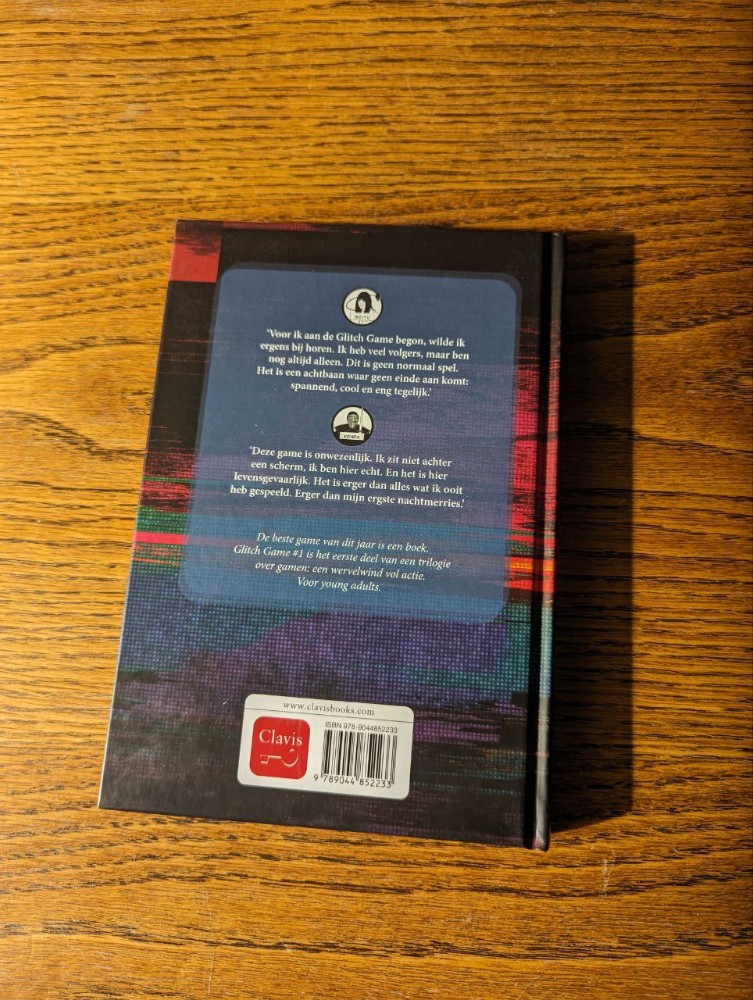 'Voor ik aan de Glitch Game begon, wilde ik
ergens bij horen. Ik heb veel volgers, maar ben
nog altijd alleen. Dit is geen normaal spel.
Het is een achtbaan waar geen einde aan komt:
spannend, cool en eng tegelijk.'
'Deze game is onwezenlijk. Ik zit niet achter
een scherm, ik ben hier echt. En het is hier
levensgevaarlijk. Het is erger dan alles wat ik ooit
heb gespeeld. Erger dan mijn ergste nachtmerries.'
De beste game van dit jaar is een boek.
Glitch Game #1 is het eerste deel van een trilogie
over gamen: een wervelwind vol actie.
Voor young adults.
www.clavisbooks.com
Clavis
ISBN 978-9044852233
9 789044 852233